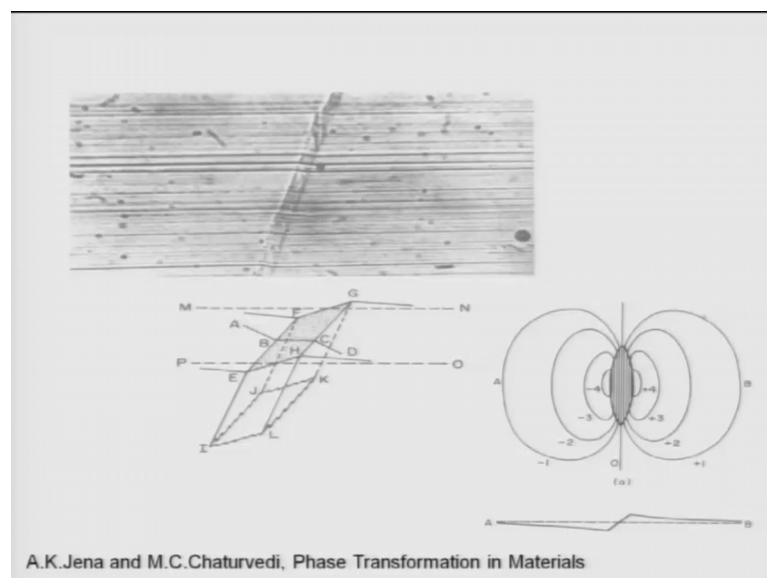 G
M N
F
A
B C
H D
P O
E
J K
I L
A B
-4 +4
-3 +3
-2 +2
-1 O +1
(a)
A B
A.K.Jena and M.C.Chaturvedi, Phase Transformation in Materials